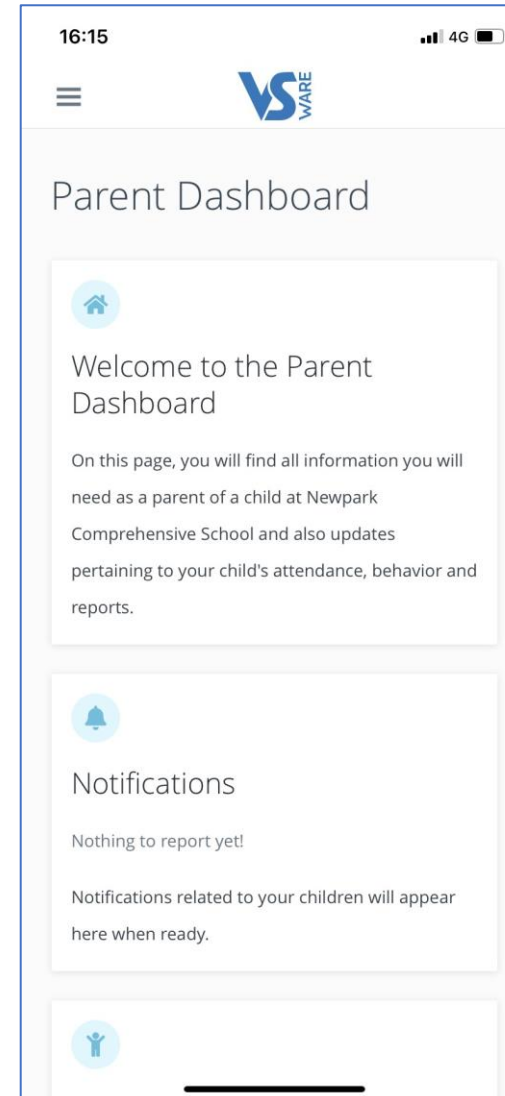 16:15
4G
VS WARE
Parent Dashboard
Welcome to the Parent
Dashboard
On this page, you will find all information you will
need as a parent of a child at Newpark
Comprehensive School and also updates
pertaining to your child's attendance, behavior and
reports.
Notifications
Nothing to report yet!
Notifications related to your children will appear
here when ready.